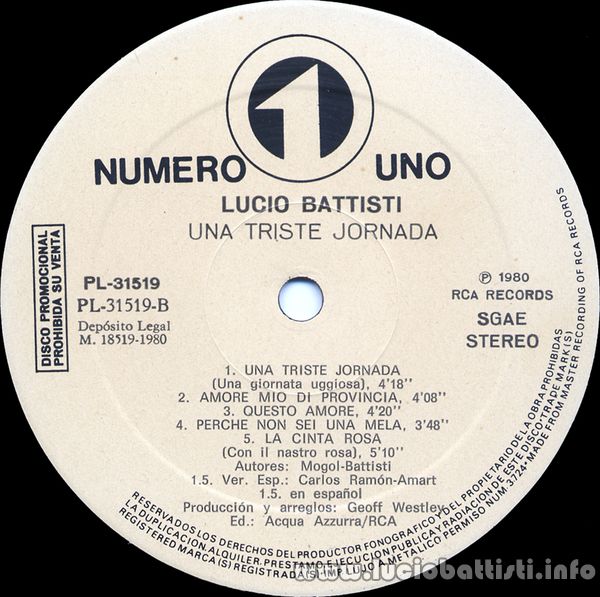 1
NUMERO UNO
LUCIO BATTISTI
UNA TRISTE JORNADA
DISCO PROMOCIONAL
PROHIBIDA SU VENTA
PL-31519
PL-31519-B
Depósito Legal
M. 18519-1980
Ⓟ 1980
RCA RECORDS
SGAE
STEREO
1. UNA TRISTE JORNADA
(Una giornata uggiosa), 4'18''
2. AMORE MIO DI PROVINCIA, 4'08''
3. QUESTO AMORE, 4'20''
4. PERCHE NON SEI UNA MELA, 3'48''
5. LA CINTA ROSA
(Con il nastro rosa), 5'10''
Autores: Mogol-Battisti
1.5. Ver. Esp.: Carlos Ramón-Amart
1.5. en español
Producción y arreglos: Geoff Westley
Ed.: Acqua Azzurra/RCA
RESERVADOS LOS DERECHOS DEL PRODUCTOR FONOGRAFICO Y DEL PROPIETARIO DE LA OBRA PROHIBIDAS
LA DUPLICACION, ALQUILER, PRESTAMO, EJECUCION PUBLICA Y RADIACION DE ESTE DISCO-TRADE MARK(S)
REGISTERED MARCA(S) REGISTRADA(S)-IMPLUJO A METALICO PERMISO NUM. 3724•MADE FROM MASTER RECORDING OF RCA RECORDS
www.luciobattisti.info